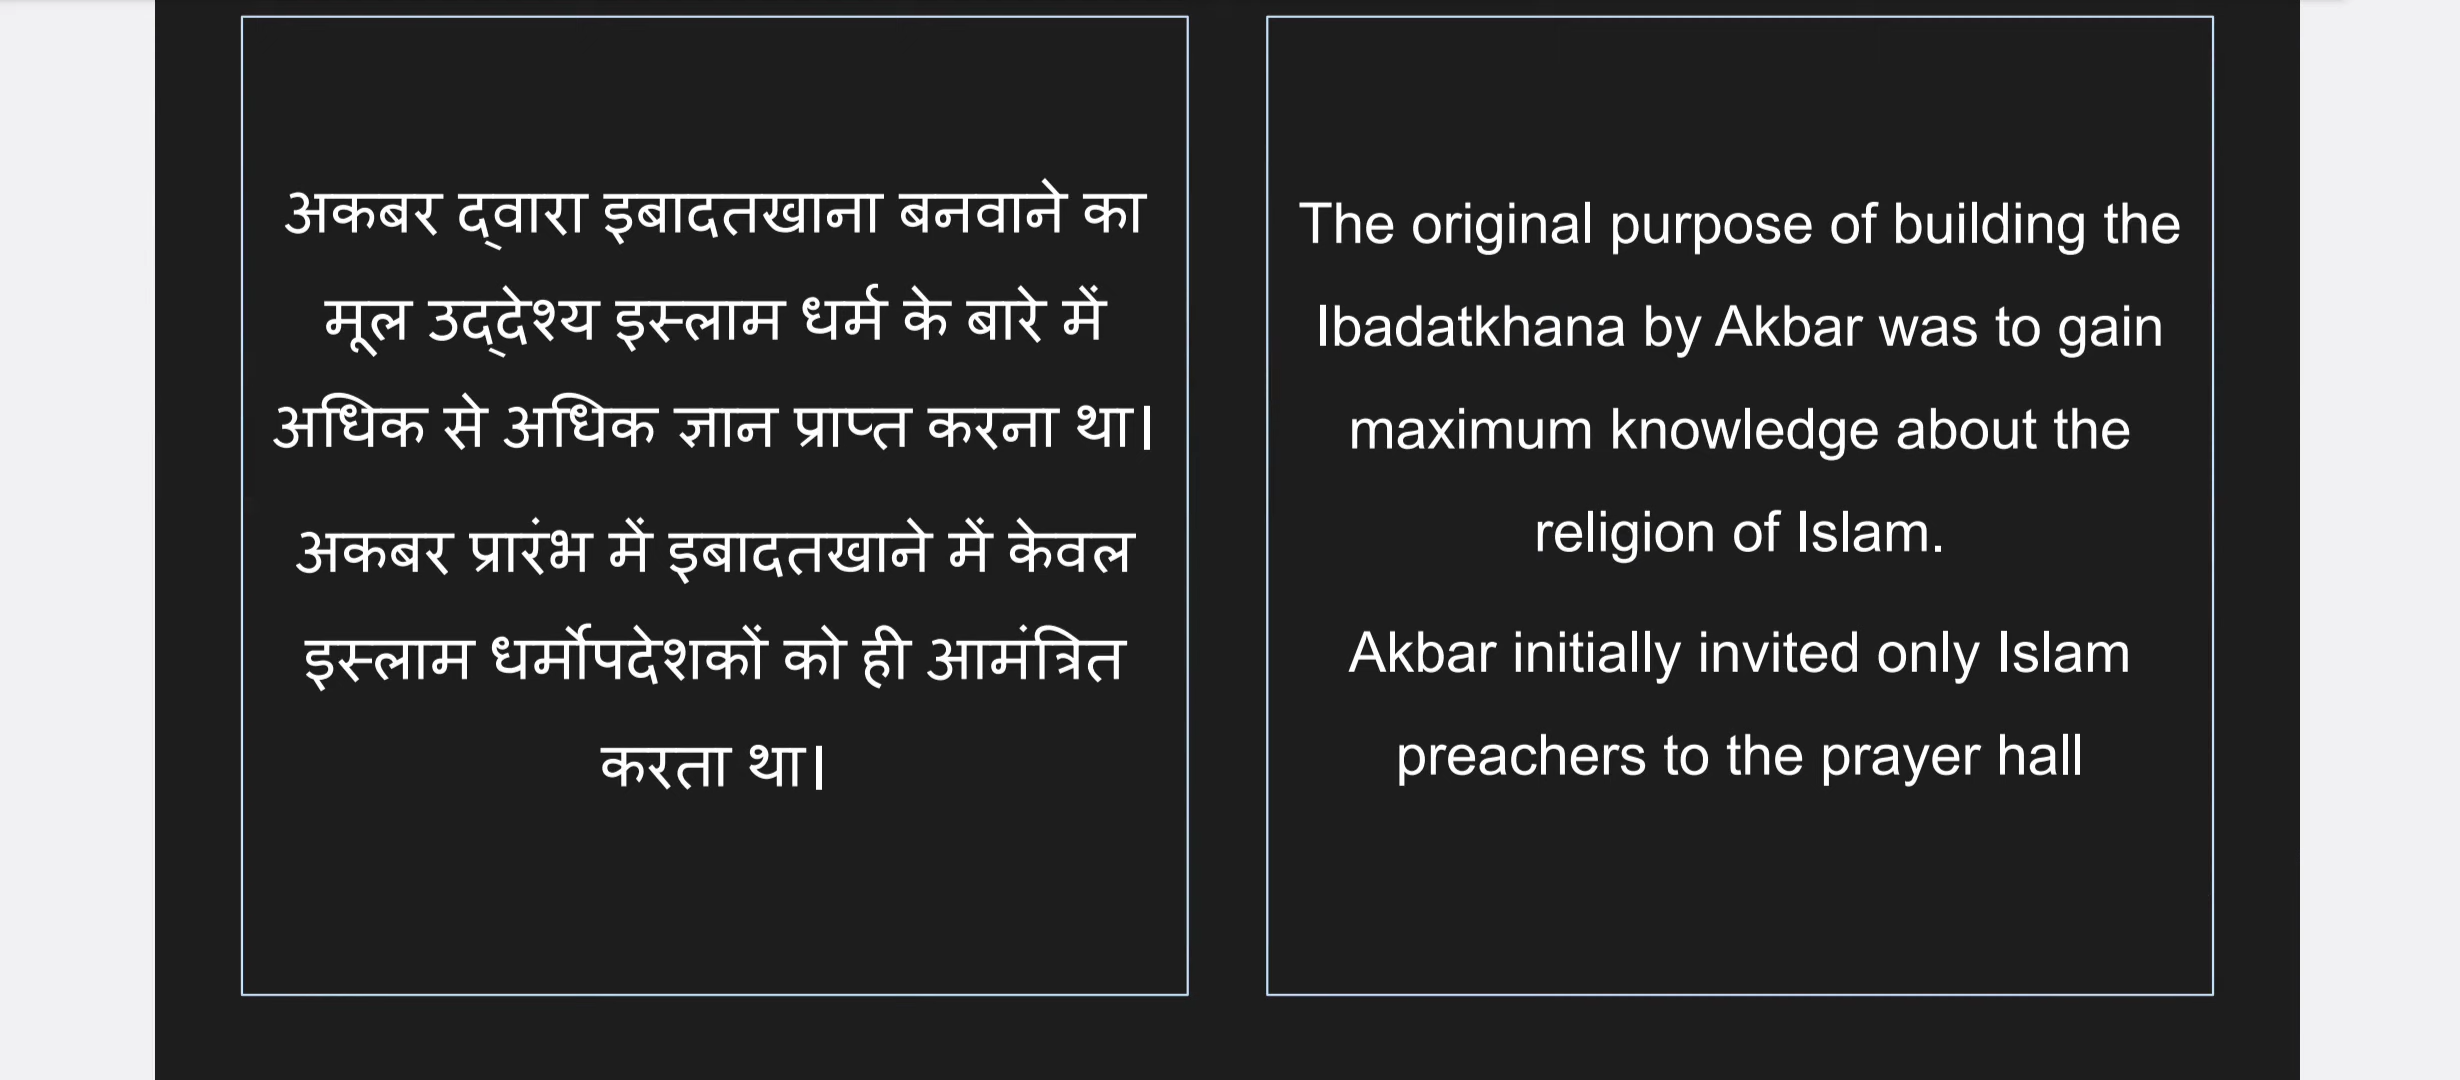 अकबर द्वारा इबादतखाना बनवाने का
मूल उद्देश्य इस्लाम धर्म के बारे में
अधिक से अधिक ज्ञान प्राप्त करना था।
अकबर प्रारंभ में इबादतखाने में केवल
इस्लाम धर्मोपदेशकों को ही आमंत्रित
करता था।
The original purpose of building the
Ibadatkhana by Akbar was to gain
maximum knowledge about the
religion of Islam.
Akbar initially invited only Islam
preachers to the prayer hall